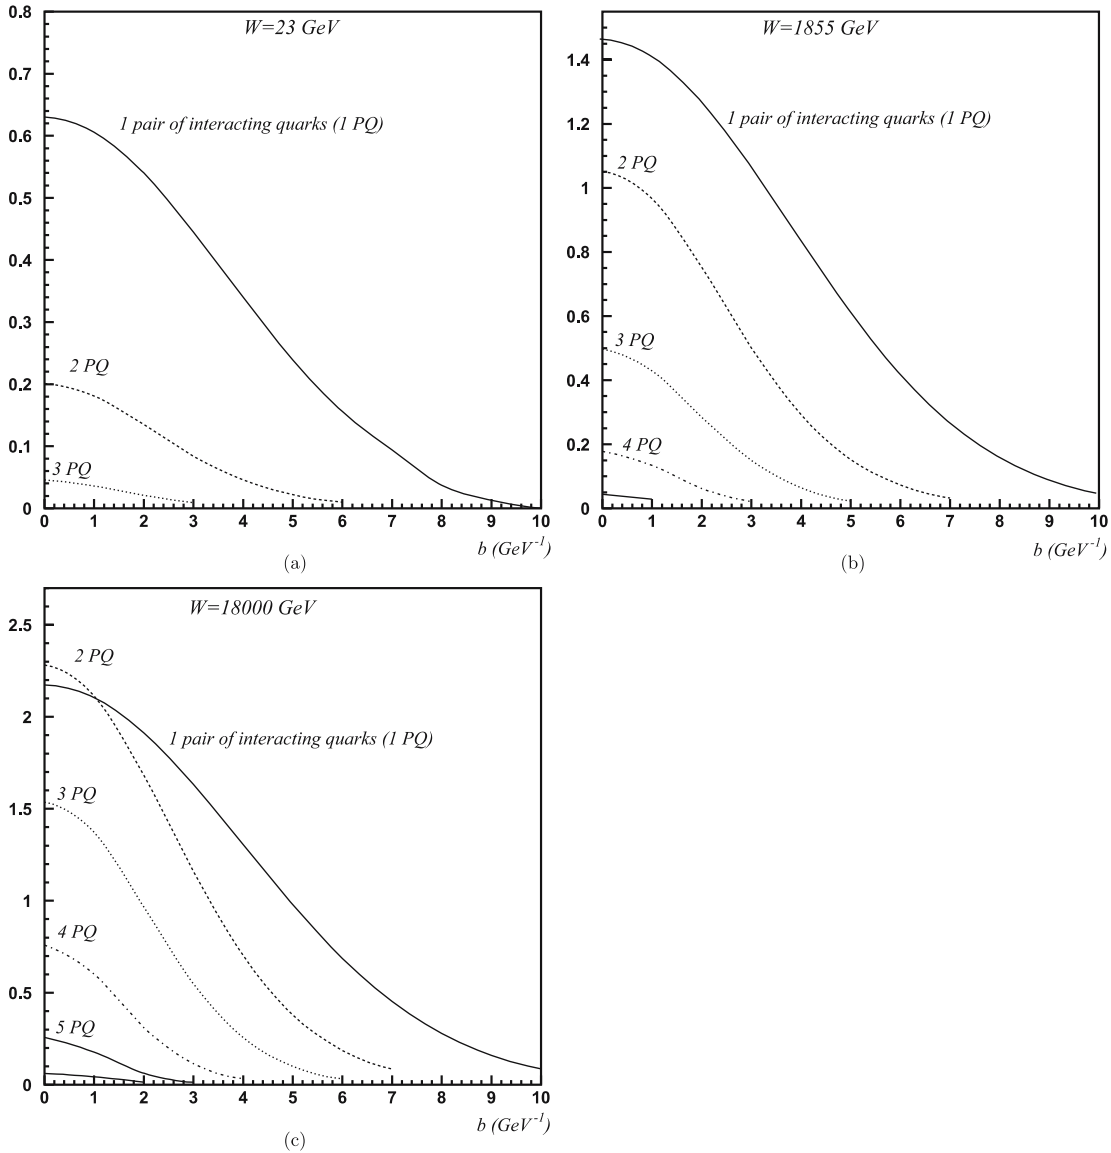 W=23 GeV
0.8
0.7
0.6
0.5
0.4
0.3
0.2
0.1
0
1 pair of interacting quarks (1 PQ)
2 PQ
3 PQ
0 1 2 3 4 5 6 7 8 9 10
b (GeV⁻¹)
(a)
W=1855 GeV
1.4
1.2
1
0.8
0.6
0.4
0.2
0
1 pair of interacting quarks (1 PQ)
2 PQ
3 PQ
4 PQ
0 1 2 3 4 5 6 7 8 9 10
b (GeV⁻¹)
(b)
W=18000 GeV
2.5
2
1.5
1
0.5
0
2 PQ
1 pair of interacting quarks (1 PQ)
3 PQ
4 PQ
5 PQ
0 1 2 3 4 5 6 7 8 9 10
b (GeV⁻¹)
(c)